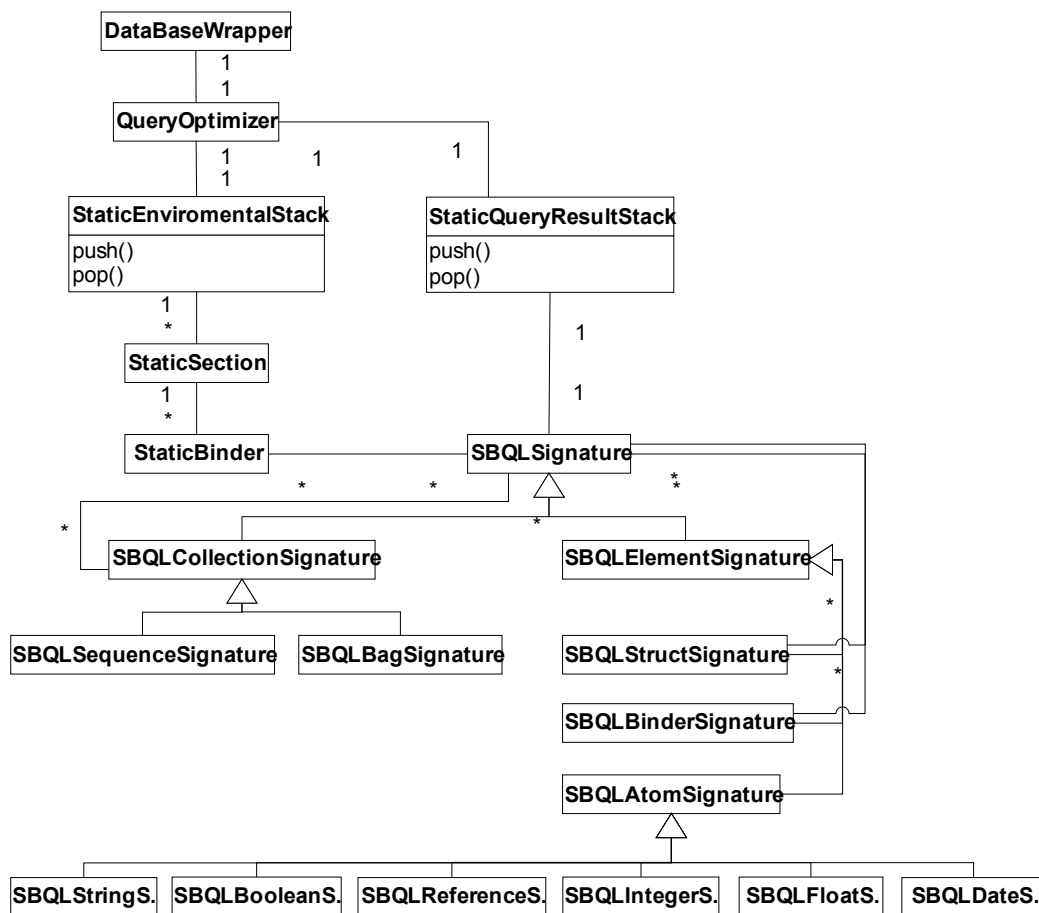 DataBaseWrapper
1
1
QueryOptimizer
1
1
1
1
StaticEnviromentalStack
push()
pop()
StaticQueryResultStack
push()
pop()
1
*
1
1
StaticSection
1
*
StaticBinder
SBQLSignature
*
*
*
*
*
*
SBQLCollectionSignature
SBQLElementSignature
*
SBQLSequenceSignature
SBQLBagSignature
SBQLStructSignature
*
SBQLBinderSignature
SBQLAtomSignature
SBQLStringS.
SBQLBooleanS.
SBQLReferenceS.
SBQLIntegerS.
SBQLFloatS.
SBQLDateS.